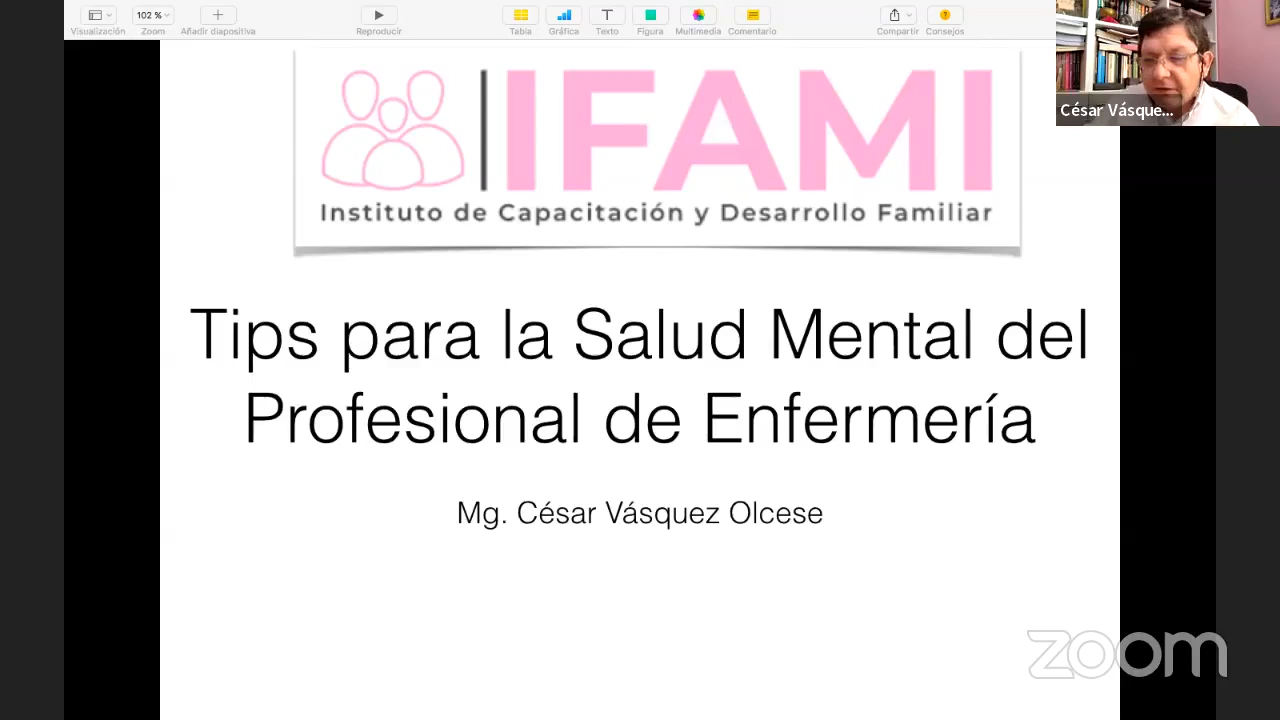 102 %
Visualización Zoom Añadir diapositiva Reproducir Tabla Gráfica Texto Figura Multimedia Comentario Compartir Consejos
César Vásque...
IFAMI
Instituto de Capacitación y Desarrollo Familiar
Tips para la Salud Mental del
Profesional de Enfermería
Mg. César Vásquez Olcese
zoom